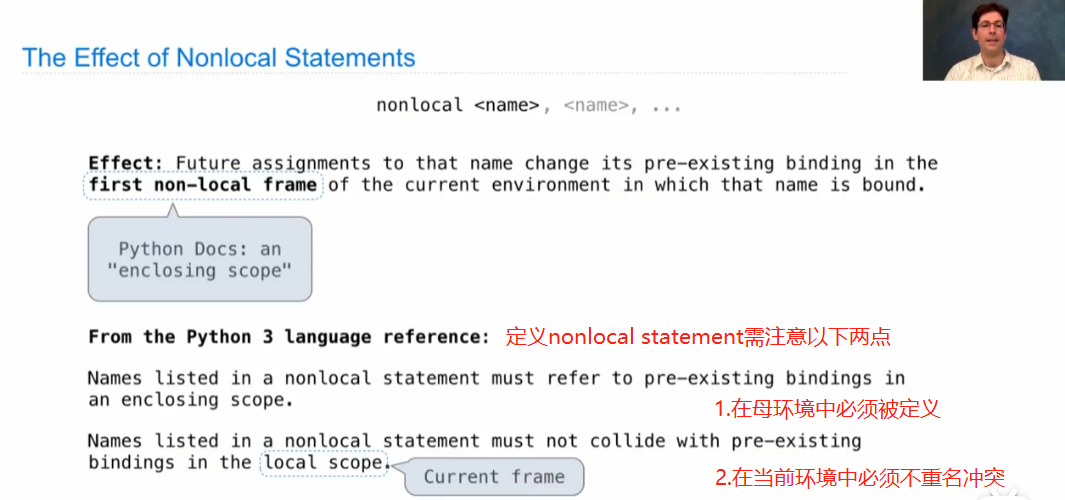 The Effect of Nonlocal Statements
nonlocal <name>, <name>, ...
Effect: Future assignments to that name change its pre-existing binding in the
first non-local frame of the current environment in which that name is bound.
Python Docs: an
"enclosing scope"
From the Python 3 language reference: 定义nonlocal statement需注意以下两点
Names listed in a nonlocal statement must refer to pre-existing bindings in
an enclosing scope.
1.在母环境中必须被定义
Names listed in a nonlocal statement must not collide with pre-existing
bindings in the local scope.
Current frame
2.在当前环境中必须不重名冲突